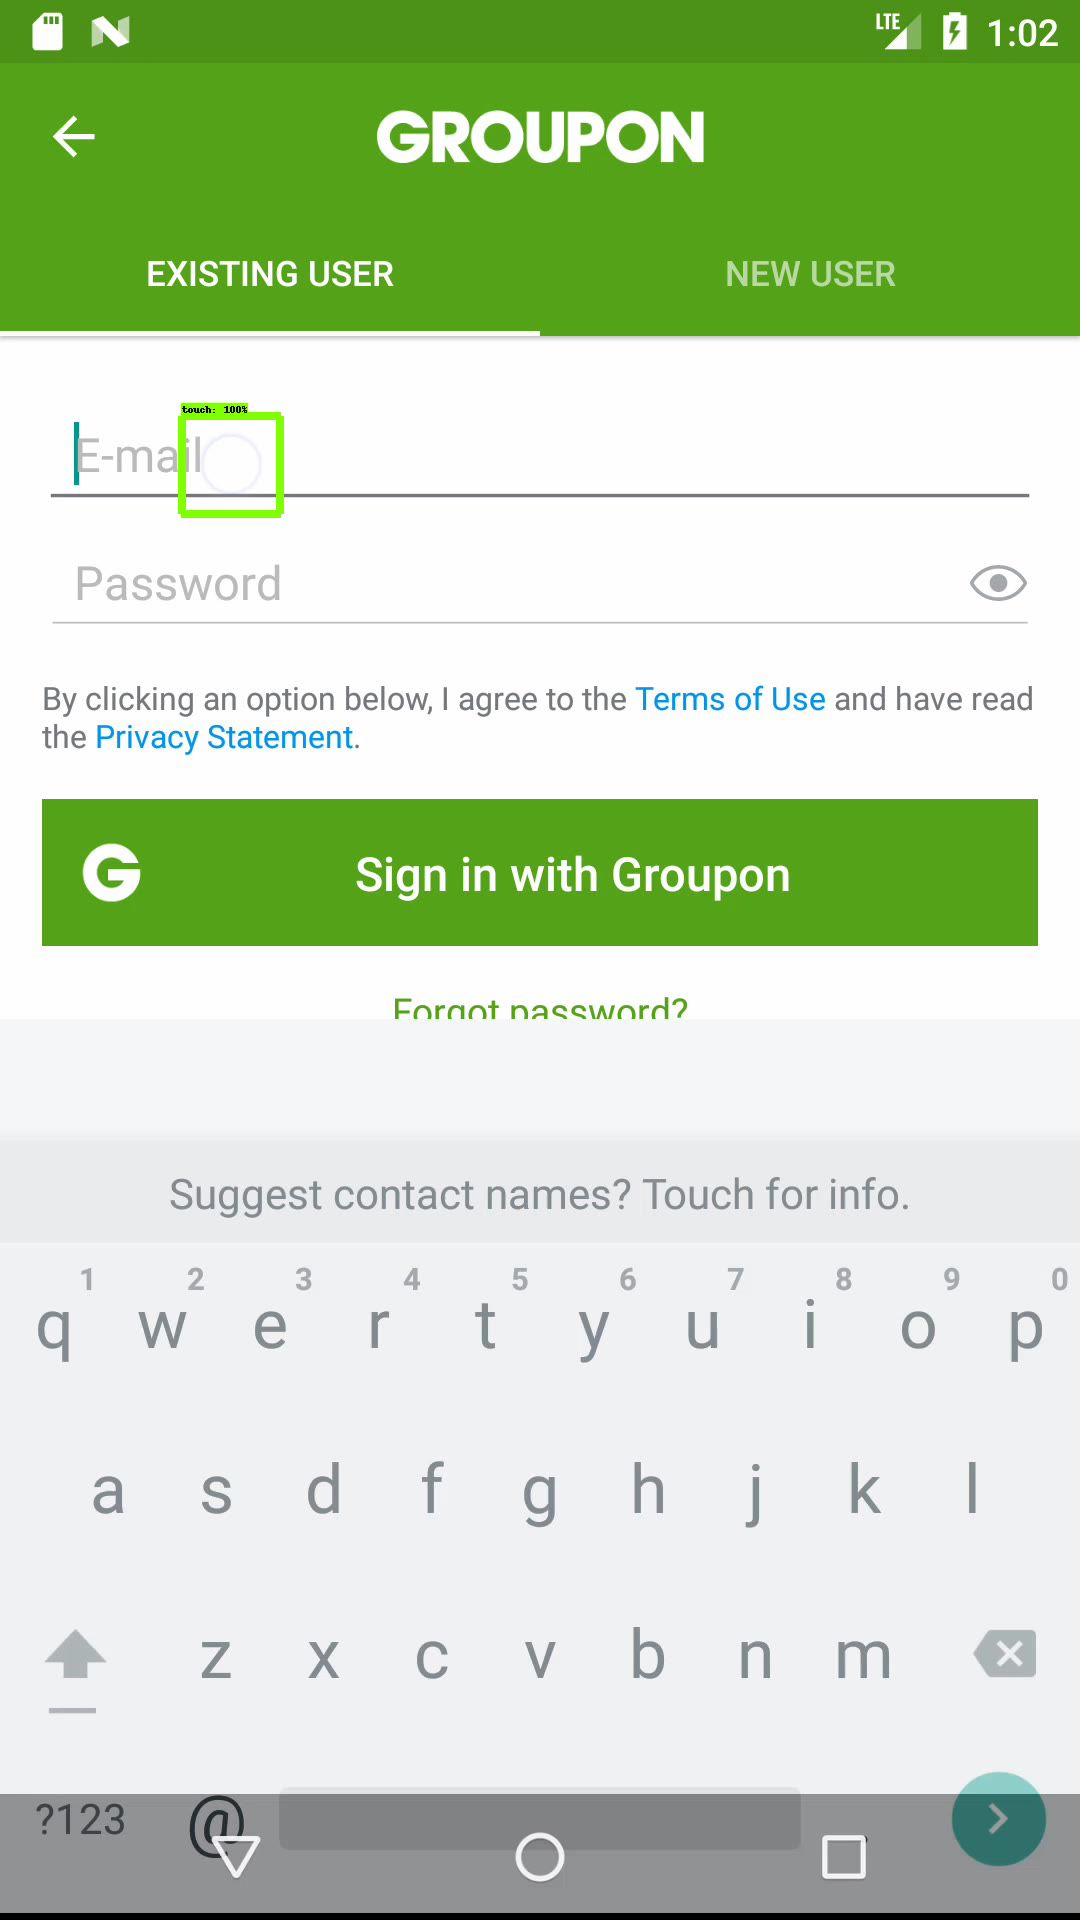 LTE 1:02
GROUPON
EXISTING USER NEW USER
touch: 100%
E-mail
Password
By clicking an option below, I agree to the Terms of Use and have read
the Privacy Statement.
G Sign in with Groupon
Forgot password?
Suggest contact names? Touch for info.
1 2 3 4 5 6 7 8 9 0
q w e r t y u i o p
a s d f g h j k l
z x c v b n m
?123 @